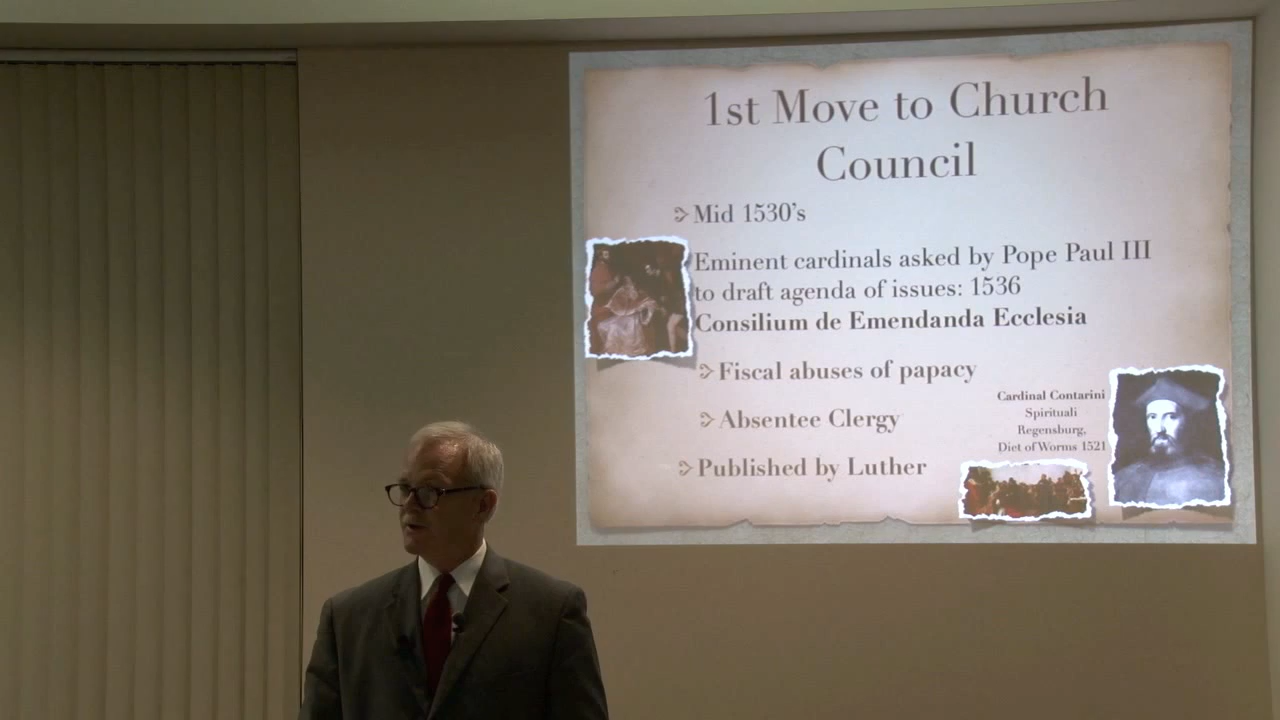 1st Move to Church
Council
Mid 1530's
Eminent cardinals asked by Pope Paul III
to draft agenda of issues: 1536
Consilium de Emendanda Ecclesia
Fiscal abuses of papacy
Absentee Clergy
Published by Luther
Cardinal Contarini
Spirituali
Regensburg,
Diet of Worms 1521